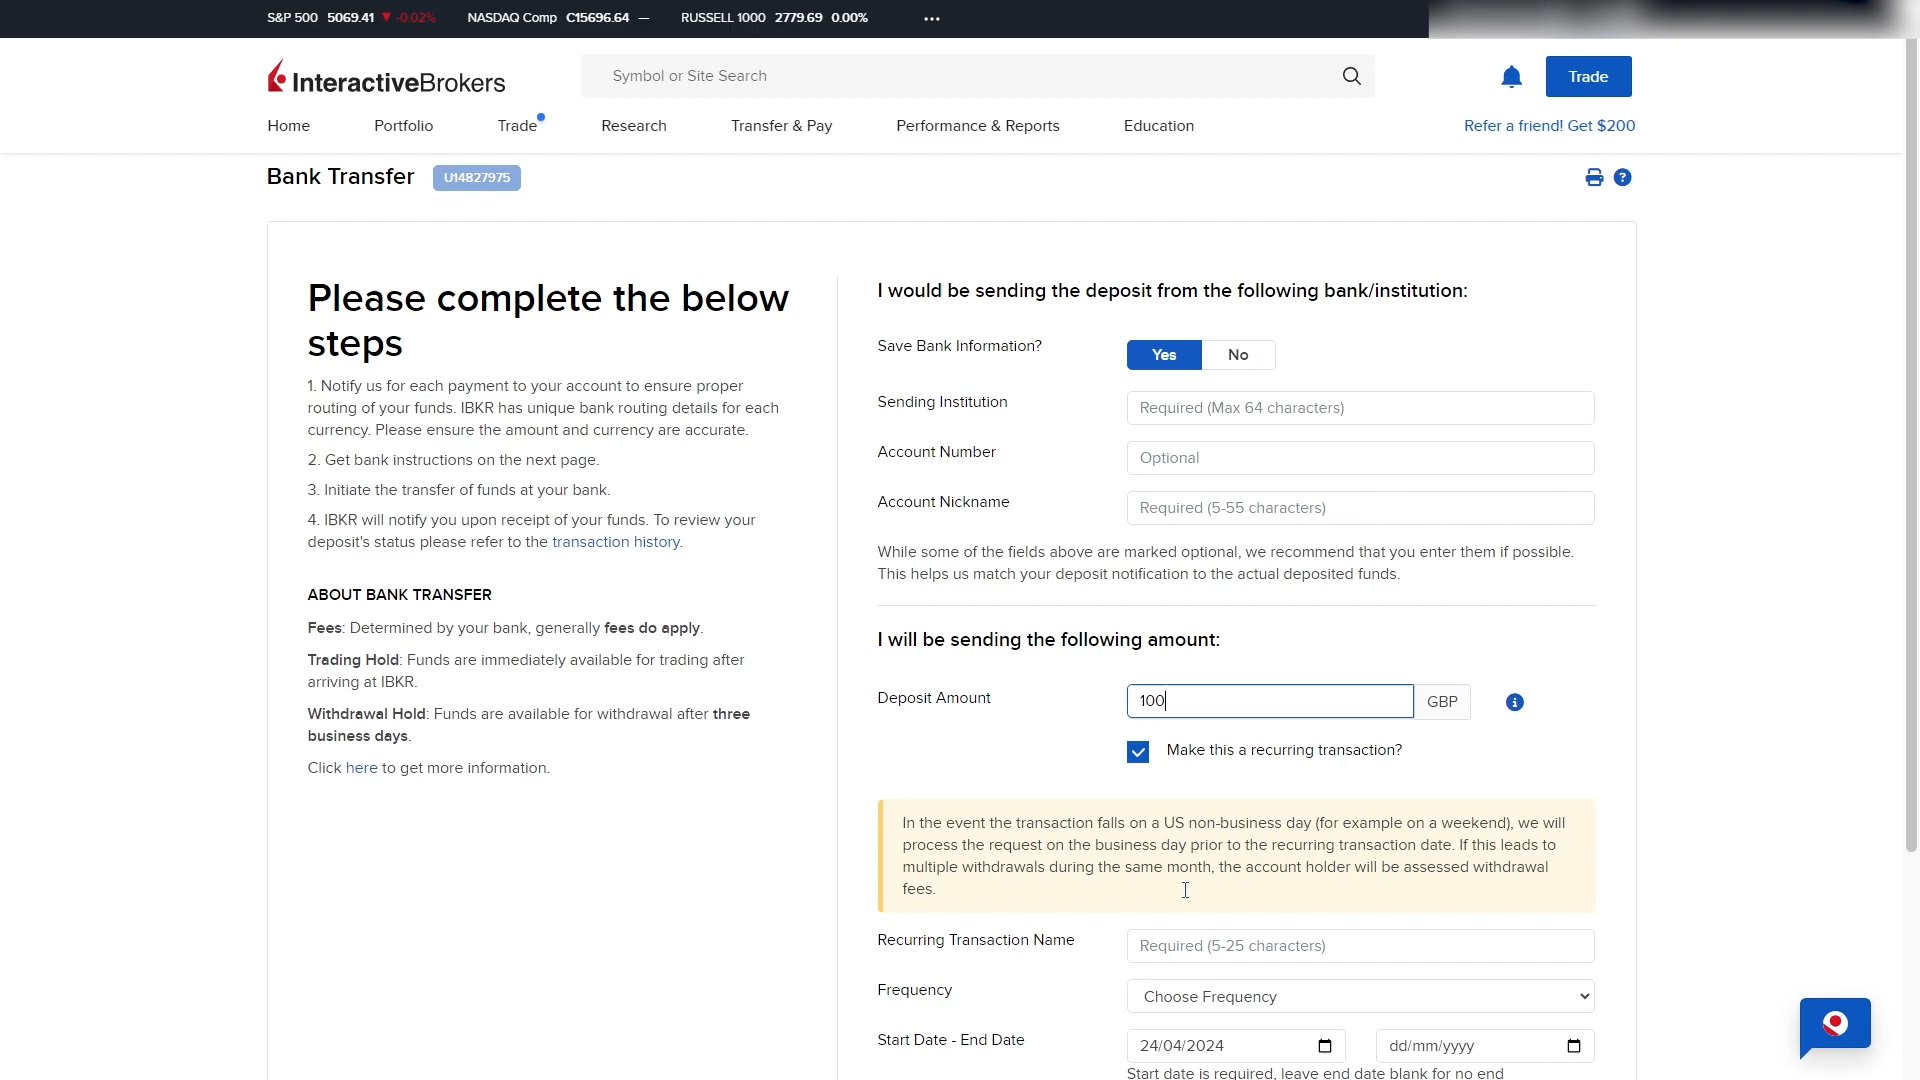 S&P 500 5069.41 ▼ -0.02% NASDAQ Comp C15696.64 — RUSSELL 1000 2779.69 0.00% •••
InteractiveBrokers
Symbol or Site Search
Trade
Home Portfolio Trade Research Transfer & Pay Performance & Reports Education Refer a friend! Get $200
Bank Transfer U14827975
Please complete the below
steps
1. Notify us for each payment to your account to ensure proper
routing of your funds. IBKR has unique bank routing details for each
currency. Please ensure the amount and currency are accurate.
2. Get bank instructions on the next page.
3. Initiate the transfer of funds at your bank.
4. IBKR will notify you upon receipt of your funds. To review your
deposit's status please refer to the transaction history.
ABOUT BANK TRANSFER
Fees: Determined by your bank, generally fees do apply.
Trading Hold: Funds are immediately available for trading after
arriving at IBKR.
Withdrawal Hold: Funds are available for withdrawal after three
business days.
Click here to get more information.
I would be sending the deposit from the following bank/institution:
Save Bank Information? Yes No
Sending Institution Required (Max 64 characters)
Account Number Optional
Account Nickname Required (5-55 characters)
While some of the fields above are marked optional, we recommend that you enter them if possible.
This helps us match your deposit notification to the actual deposited funds.
I will be sending the following amount:
Deposit Amount 100 GBP
Make this a recurring transaction?
In the event the transaction falls on a US non-business day (for example on a weekend), we will
process the request on the business day prior to the recurring transaction date. If this leads to
multiple withdrawals during the same month, the account holder will be assessed withdrawal
fees.
Recurring Transaction Name Required (5-25 characters)
Frequency Choose Frequency
Start Date - End Date 24/04/2024 dd/mm/yyyy
Start date is required, leave end date blank for no end